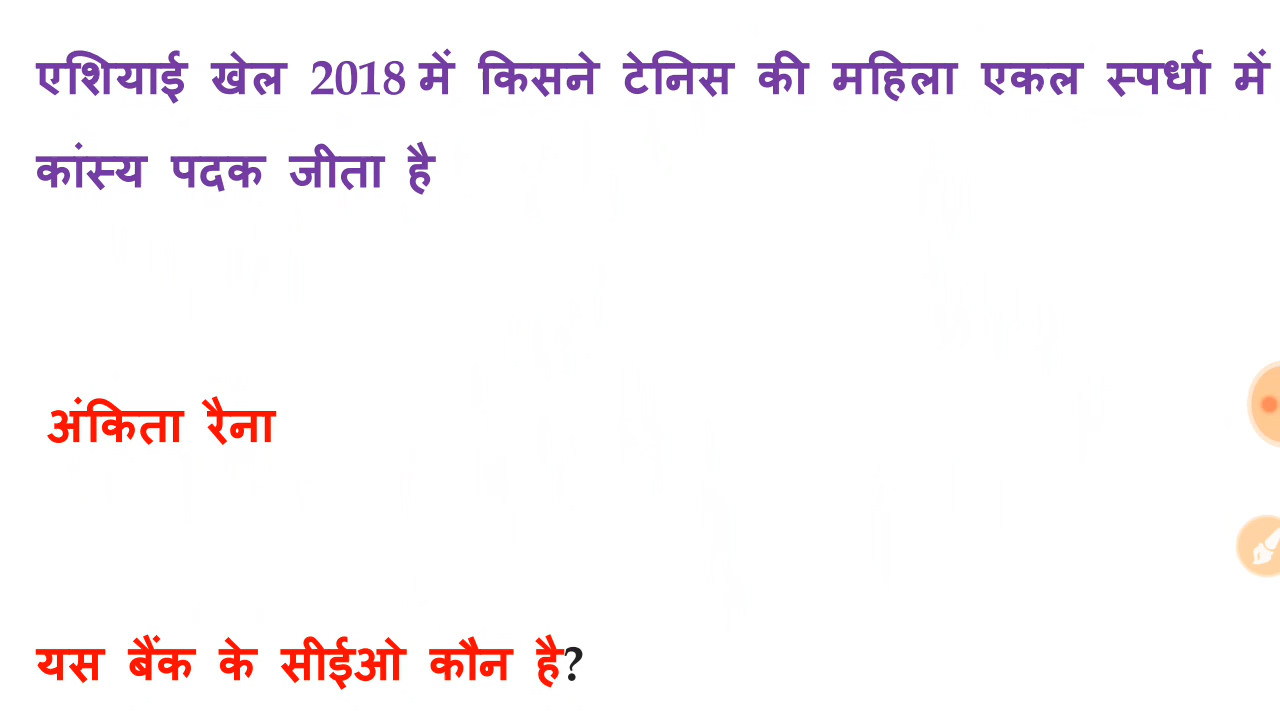 एशियाई खेल 2018 में किसने टेनिस की महिला एकल स्पर्धा में
कांस्य पदक जीता है
अंकिता रैना
यस बैंक के सीईओ कौन है?